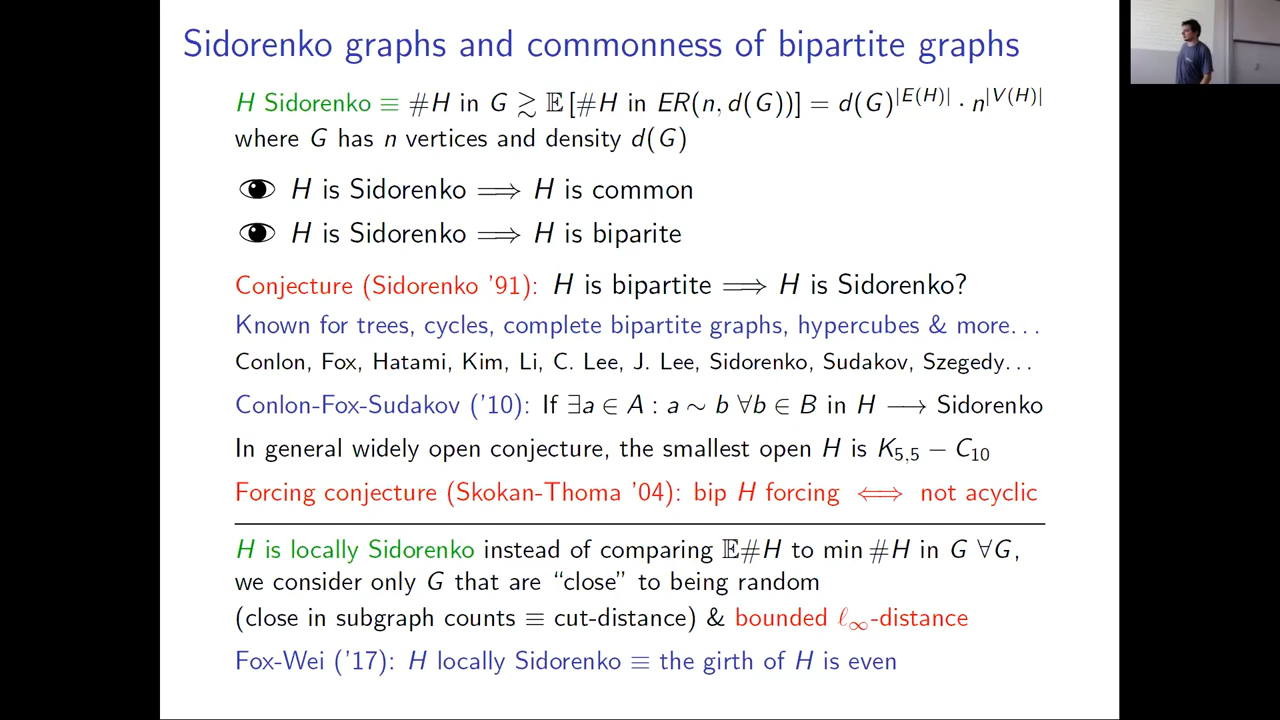 Sidorenko graphs and commonness of bipartite graphs
H Sidorenko ≡ #H in G ≳ 𝔼 [#H in ER(n, d(G))] = d(G)^|E(H)| · n^|V(H)|
where G has n vertices and density d(G)
H is Sidorenko ⟹ H is common
H is Sidorenko ⟹ H is biparite
Conjecture (Sidorenko '91): H is bipartite ⟹ H is Sidorenko?
Known for trees, cycles, complete bipartite graphs, hypercubes & more...
Conlon, Fox, Hatami, Kim, Li, C. Lee, J. Lee, Sidorenko, Sudakov, Szegedy...
Conlon-Fox-Sudakov ('10): If ∃a ∈ A : a ∼ b ∀b ∈ B in H ⟶ Sidorenko
In general widely open conjecture, the smallest open H is K₅,₅ − C₁₀
Forcing conjecture (Skokan-Thoma '04): bip H forcing ⟺ not acyclic
H is locally Sidorenko instead of comparing 𝔼#H to min #H in G ∀G,
we consider only G that are "close" to being random
(close in subgraph counts ≡ cut-distance) & bounded ℓ∞-distance
Fox-Wei ('17): H locally Sidorenko ≡ the girth of H is even